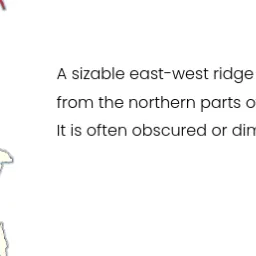 A sizable east-west ridge
from the northern parts
It is often obscured or